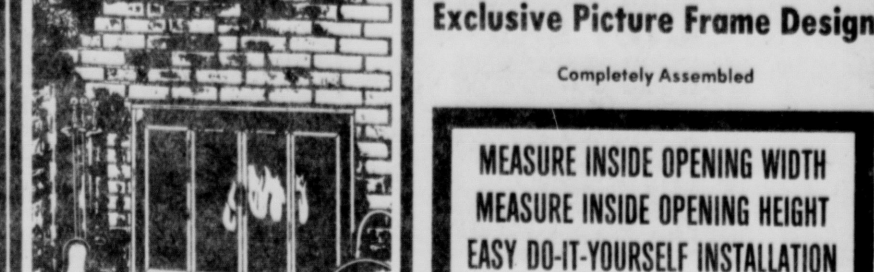 Exclusive Picture Frame Design
Completely Assembled
MEASURE INSIDE OPENING WIDTH
MEASURE INSIDE OPENING HEIGHT
EASY DO-IT-YOURSELF INSTALLATION